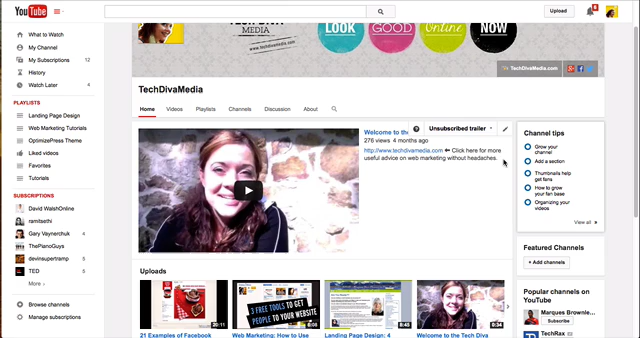 YouTube
Upload
8
What to Watch
My Channel
My Subscriptions 12
History
Watch Later 4
PLAYLISTS
Landing Page Design
Web Marketing Tutorials
OptimizePress Theme
Liked videos
Favorites
Tutorials
SUBSCRIPTIONS
David WalshOnline
ramitsethi
Gary Vaynerchuk 4
ThePianoGuys
devinsupertramp 5
TED 5
More ›
Browse channels
Manage subscriptions
TECH DIVA
MEDIA
www.techdivamedia.com
LOOK
GOOD
Online
NOW
TechDivaMedia.com
TechDivaMedia
Home Videos Playlists Channels Discussion About
Welcome to the
Unsubscribed trailer
276 views 4 months ago
http://www.techdivamedia.com ⬅ Click here for more
useful advice on web marketing without headaches.
Channel tips
Grow your
channel
Add a section
Thumbnails help
get fans
How to grow
your fan base
Organizing your
videos
View all »
Featured Channels
+ Add channels
Popular channels on
YouTube
Marques Brownle...
Subscribe
TechRax
Uploads
20:11
3 FREE TOOLS TO GET
PEOPLE TO YOUR WEBSITE
8:08
8:45
0:34
21 Examples of Facebook
Web Marketing: How to Use
Landing Page Design: 4
Welcome to the Tech Diva